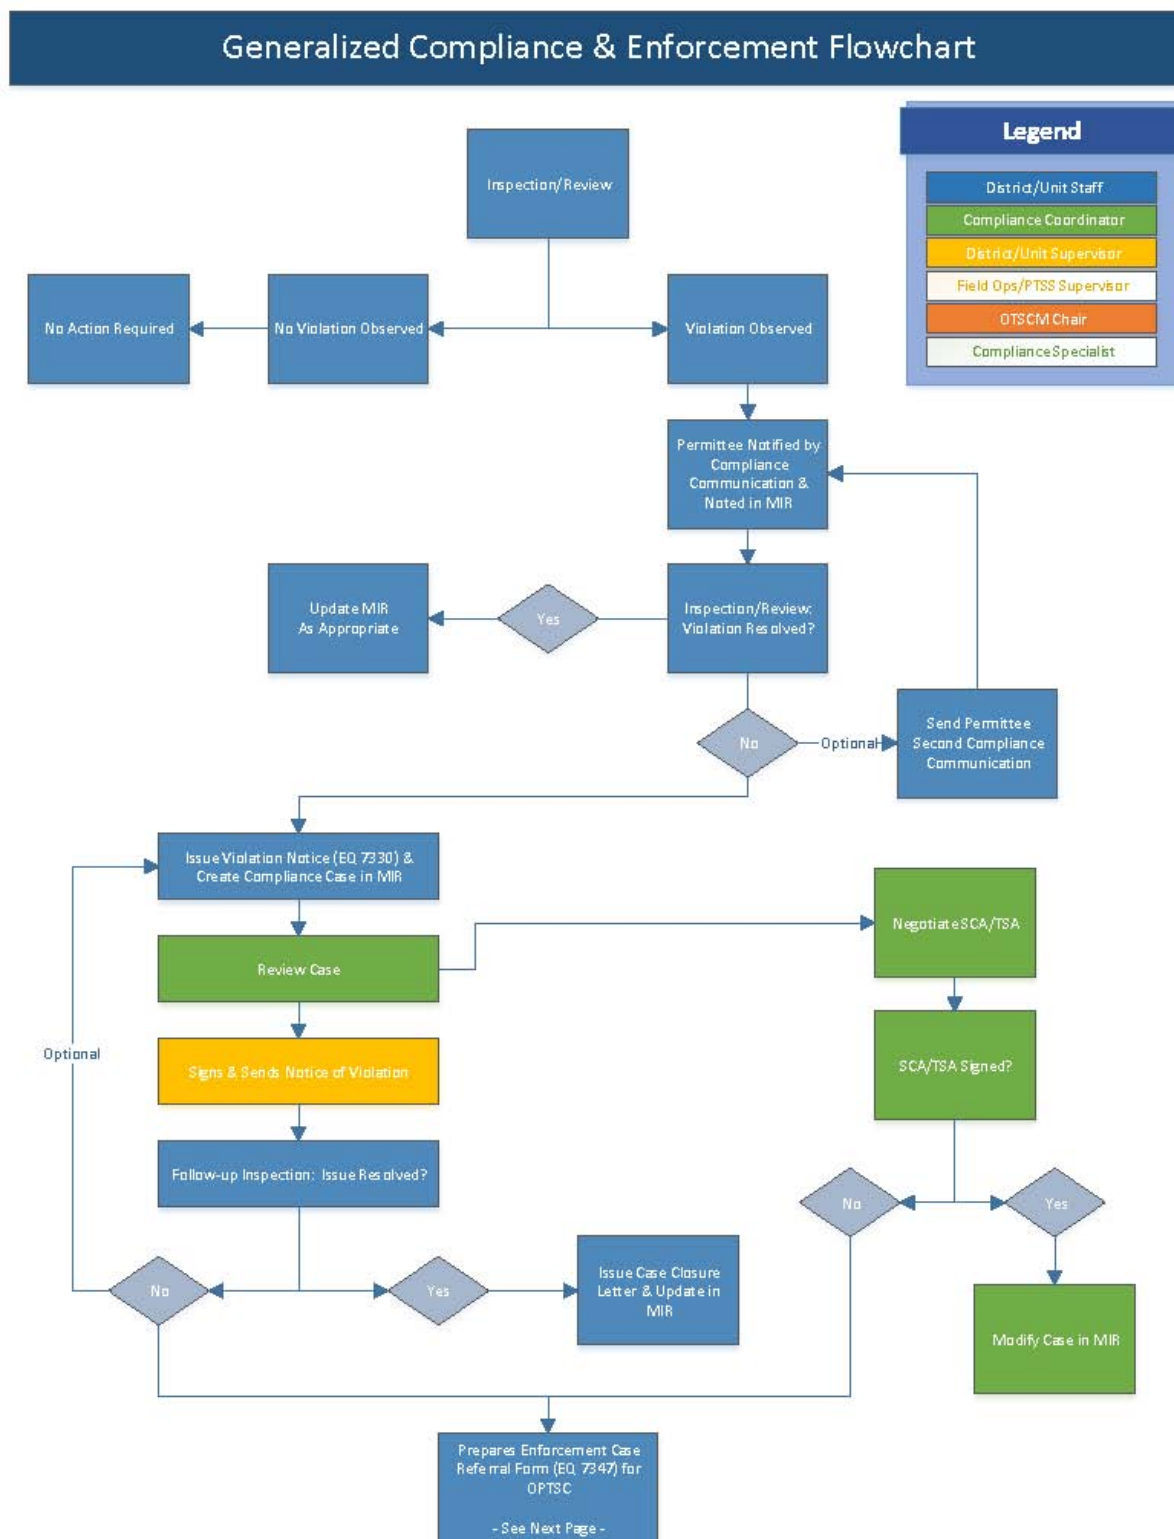 Generalized Compliance & Enforcement Flowchart
Legend
District/Unit Staff
Compliance Coordinator
District/Unit Supervisor
Field Ops/PTSS Supervisor
OTSCM Chair
Compliance Specialist
Inspection/Review
No Action Required
No Violation Observed
Violation Observed
Permittee Notified by
Compliance
Communication &
Noted in MIR
Update MIR
As Appropriate
Yes
Inspection/Review:
Violation Resolved?
No
Optional
Send Permittee
Second Compliance
Communication
Issue Violation Notice (EQ 7330) &
Create Compliance Case in MIR
Review Case
Negotiate SCA/TSA
Optional
Signs & Sends Notice of Violation
SCA/TSA Signed?
Follow-up Inspection: Issue Resolved?
No
Yes
No
Yes
Issue Case Closure
Letter & Update in
MIR
Modify Case in MIR
Prepares Enforcement Case
Referral Form (EQ 7347) for
OPTSC
- See Next Page -